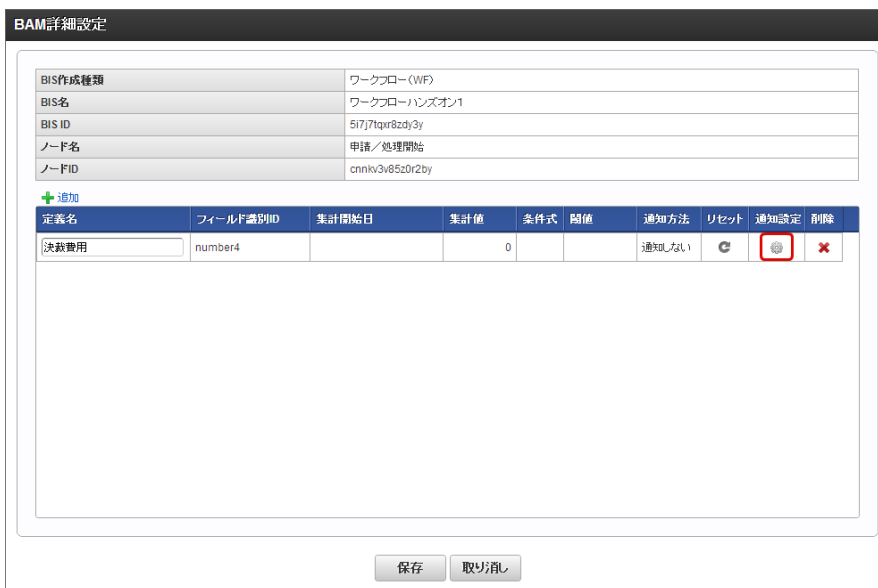 BAM詳細設定
BIS作成種類 ワークフロー(WF)
BIS名 ワークフローハンズオン1
BIS ID 5i7j7tqxr8zdy3y
ノード名 申請／処理開始
ノードID cnnkv3v85z0r2by
追加
定義名 フィールド識別ID 集計開始日 集計値 条件式 閾値 通知方法 リセット 通知設定 削除
決裁費用 number4 0 通知しない
保存 取り消し